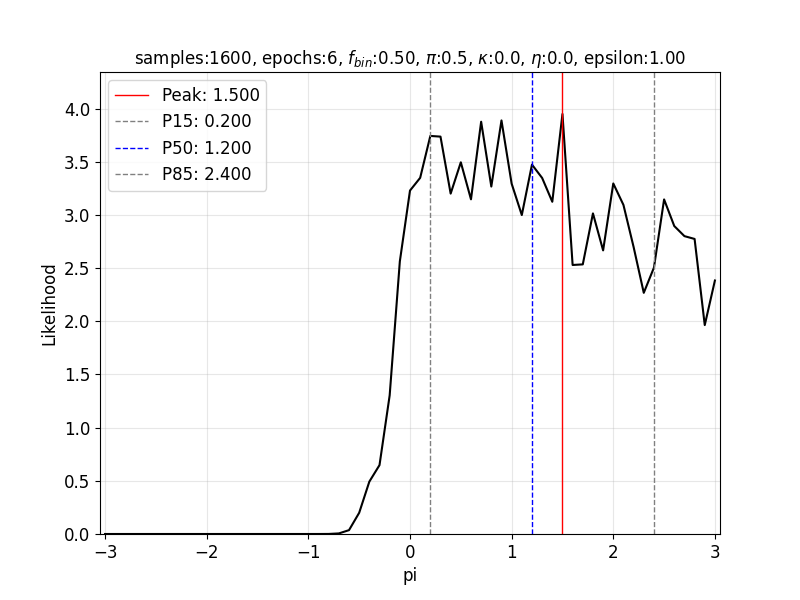 samples:1600, epochs:6, f_bin:0.50, π:0.5, κ:0.0, η:0.0, epsilon:1.00
Peak: 1.500
P15: 0.200
P50: 1.200
P85: 2.400
Likelihood
4.0
3.5
3.0
2.5
2.0
1.5
1.0
0.5
0.0
−3 −2 −1 0 1 2 3
pi